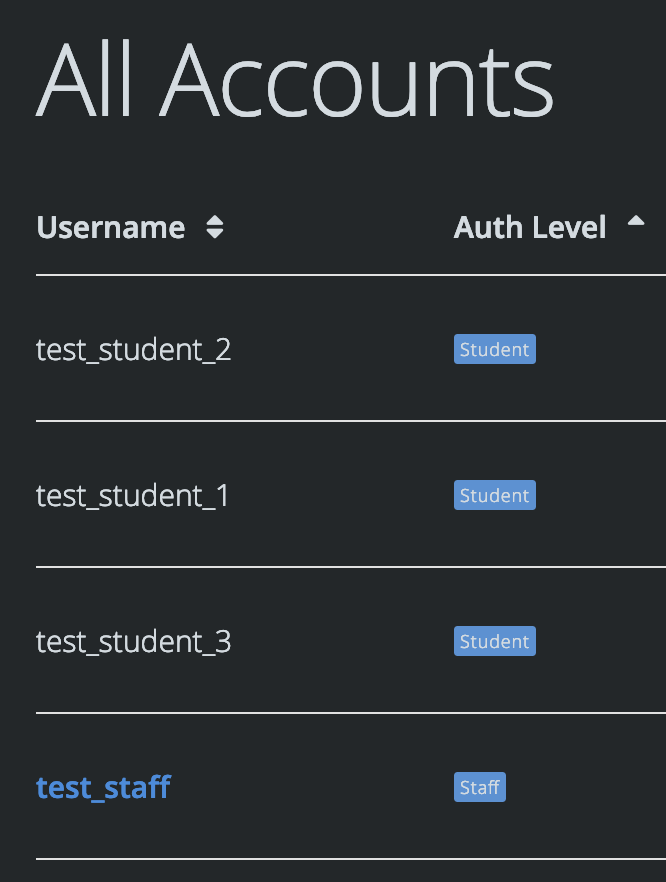 All Accounts
Username Auth Level
test_student_2 Student
test_student_1 Student
test_student_3 Student
test_staff Staff